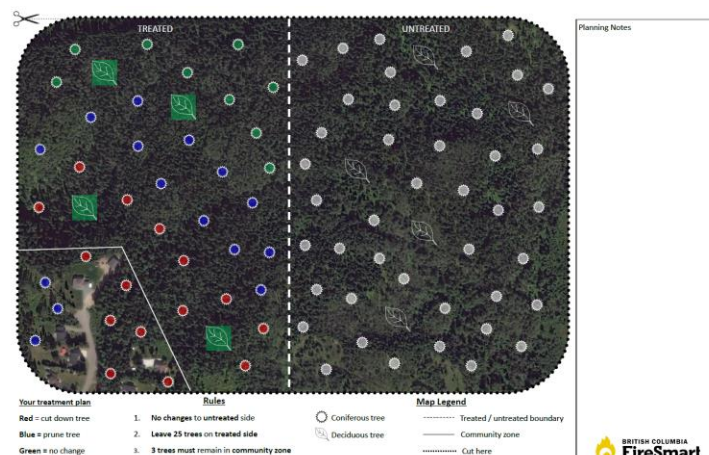 TREATED
UNTREATED
Planning Notes
Your treatment plan
Red = cut down tree
Blue = prune tree
Green = no change
Rules
1. No changes to untreated side
2. Leave 25 trees on treated side
3. 3 trees must remain in community zone
Coniferous tree
Deciduous tree
Map Legend
Treated / untreated boundary
Community zone
Cut here
BRITISH COLUMBIA
FireSmart